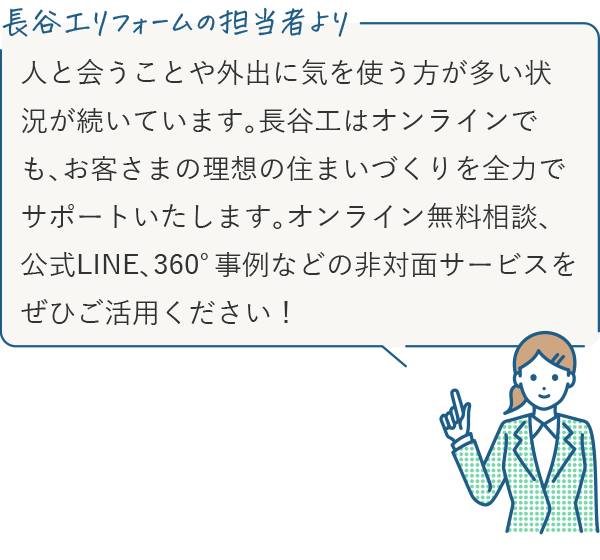 長谷工リフォームの担当者より
人と会うことや外出に気を使う方が多い状
況が続いています。長谷工はオンラインで
も、お客さまの理想の住まいづくりを全力で
サポートいたします。オンライン無料相談、
公式LINE、360°事例などの非対面サービスを
ぜひご活用ください！